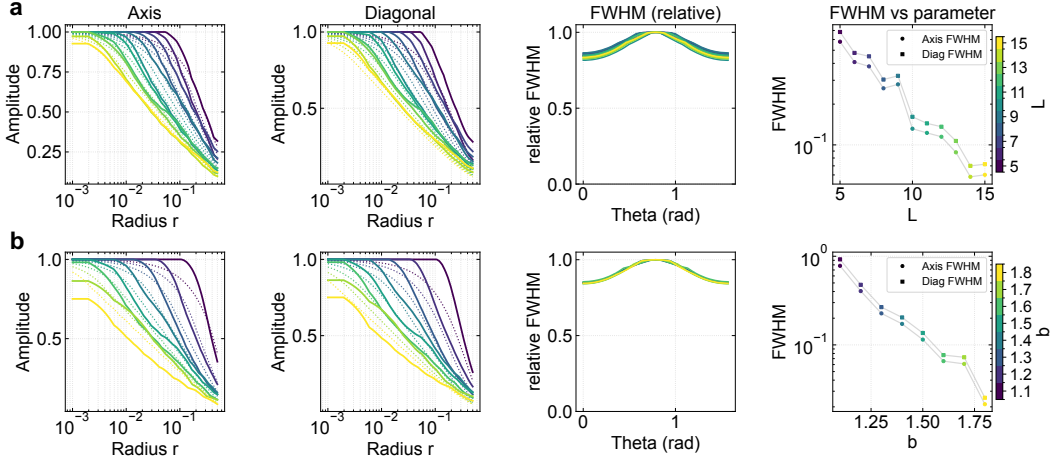 a
Axis
Diagonal
FWHM (relative)
FWHM vs parameter
Amplitude
1.00
0.75
0.50
0.25
10⁻³ 10⁻² 10⁻¹
Radius r
Amplitude
1.0
0.5
10⁻³ 10⁻² 10⁻¹
Radius r
relative FWHM
1.0
0.5
0.0
0 1
Theta (rad)
FWHM
10⁻¹
Axis FWHM
Diag FWHM
5 10 15
L
15
13
11
9
7
5
L
b
Amplitude
1.0
0.5
10⁻³ 10⁻² 10⁻¹
Radius r
Amplitude
1.0
0.5
10⁻³ 10⁻² 10⁻¹
Radius r
relative FWHM
1.0
0.5
0.0
0 1
Theta (rad)
FWHM
10⁰
10⁻¹
Axis FWHM
Diag FWHM
1.25 1.50 1.75
b
1.8
1.7
1.6
1.5
1.4
1.3
1.2
1.1
b